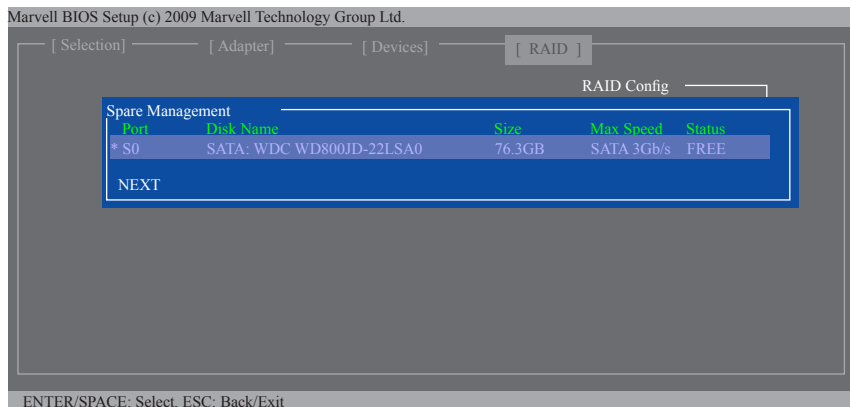 Marvell BIOS Setup (c) 2009 Marvell Technology Group Ltd.
[ Selection] [ Adapter] [ Devices] [ RAID ]
RAID Config
Spare Management
Port Disk Name Size Max Speed Status
* S0 SATA: WDC WD800JD-22LSA0 76.3GB SATA 3Gb/s FREE
NEXT
ENTER/SPACE: Select, ESC: Back/Exit